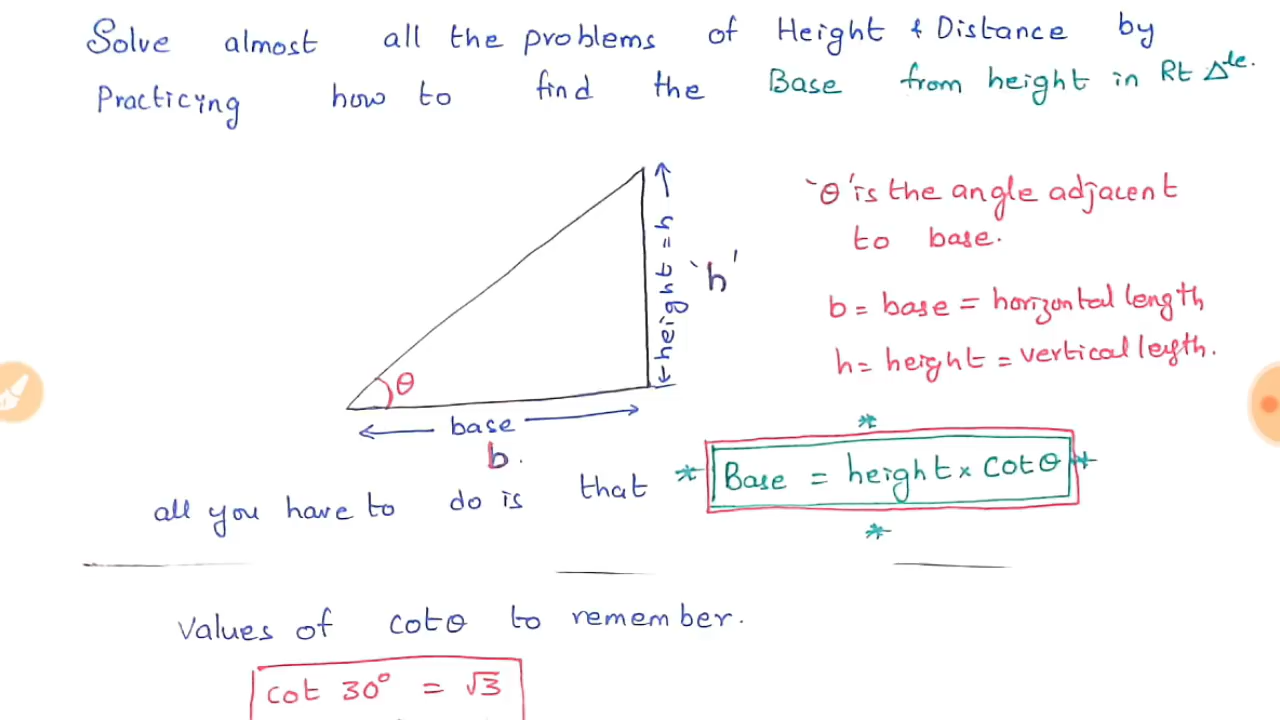 Solve almost all the problems of Height & Distance by
Practicing how to find the Base from height in Rt Δle.
'θ' is the angle adjacent
to base.
height = h
'h'
b = base = horizontal length
h = height = vertical length.
θ
base
b.
all you have to do is that * Base = height x cotθ *
Values of cotθ to remember.
cot 30° = √3